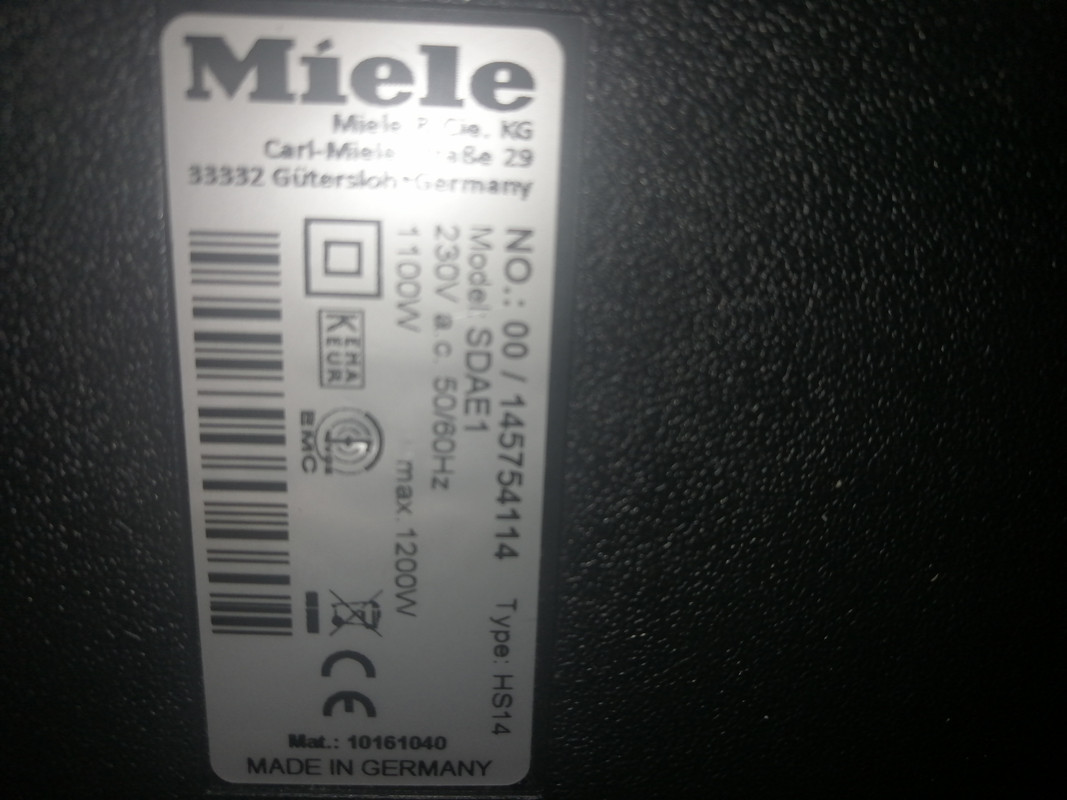 Miele
Miele & Cie. KG
Carl-Miele-Straße 29
33332 Gütersloh Germany
NO.: 00 / 145754114 Type: HS14
Model: SDAE1
230V a.c. 50/60Hz
1100W max. 1200W
KEMA
KEUR
EMC
CE
Mat.: 10161040
MADE IN GERMANY